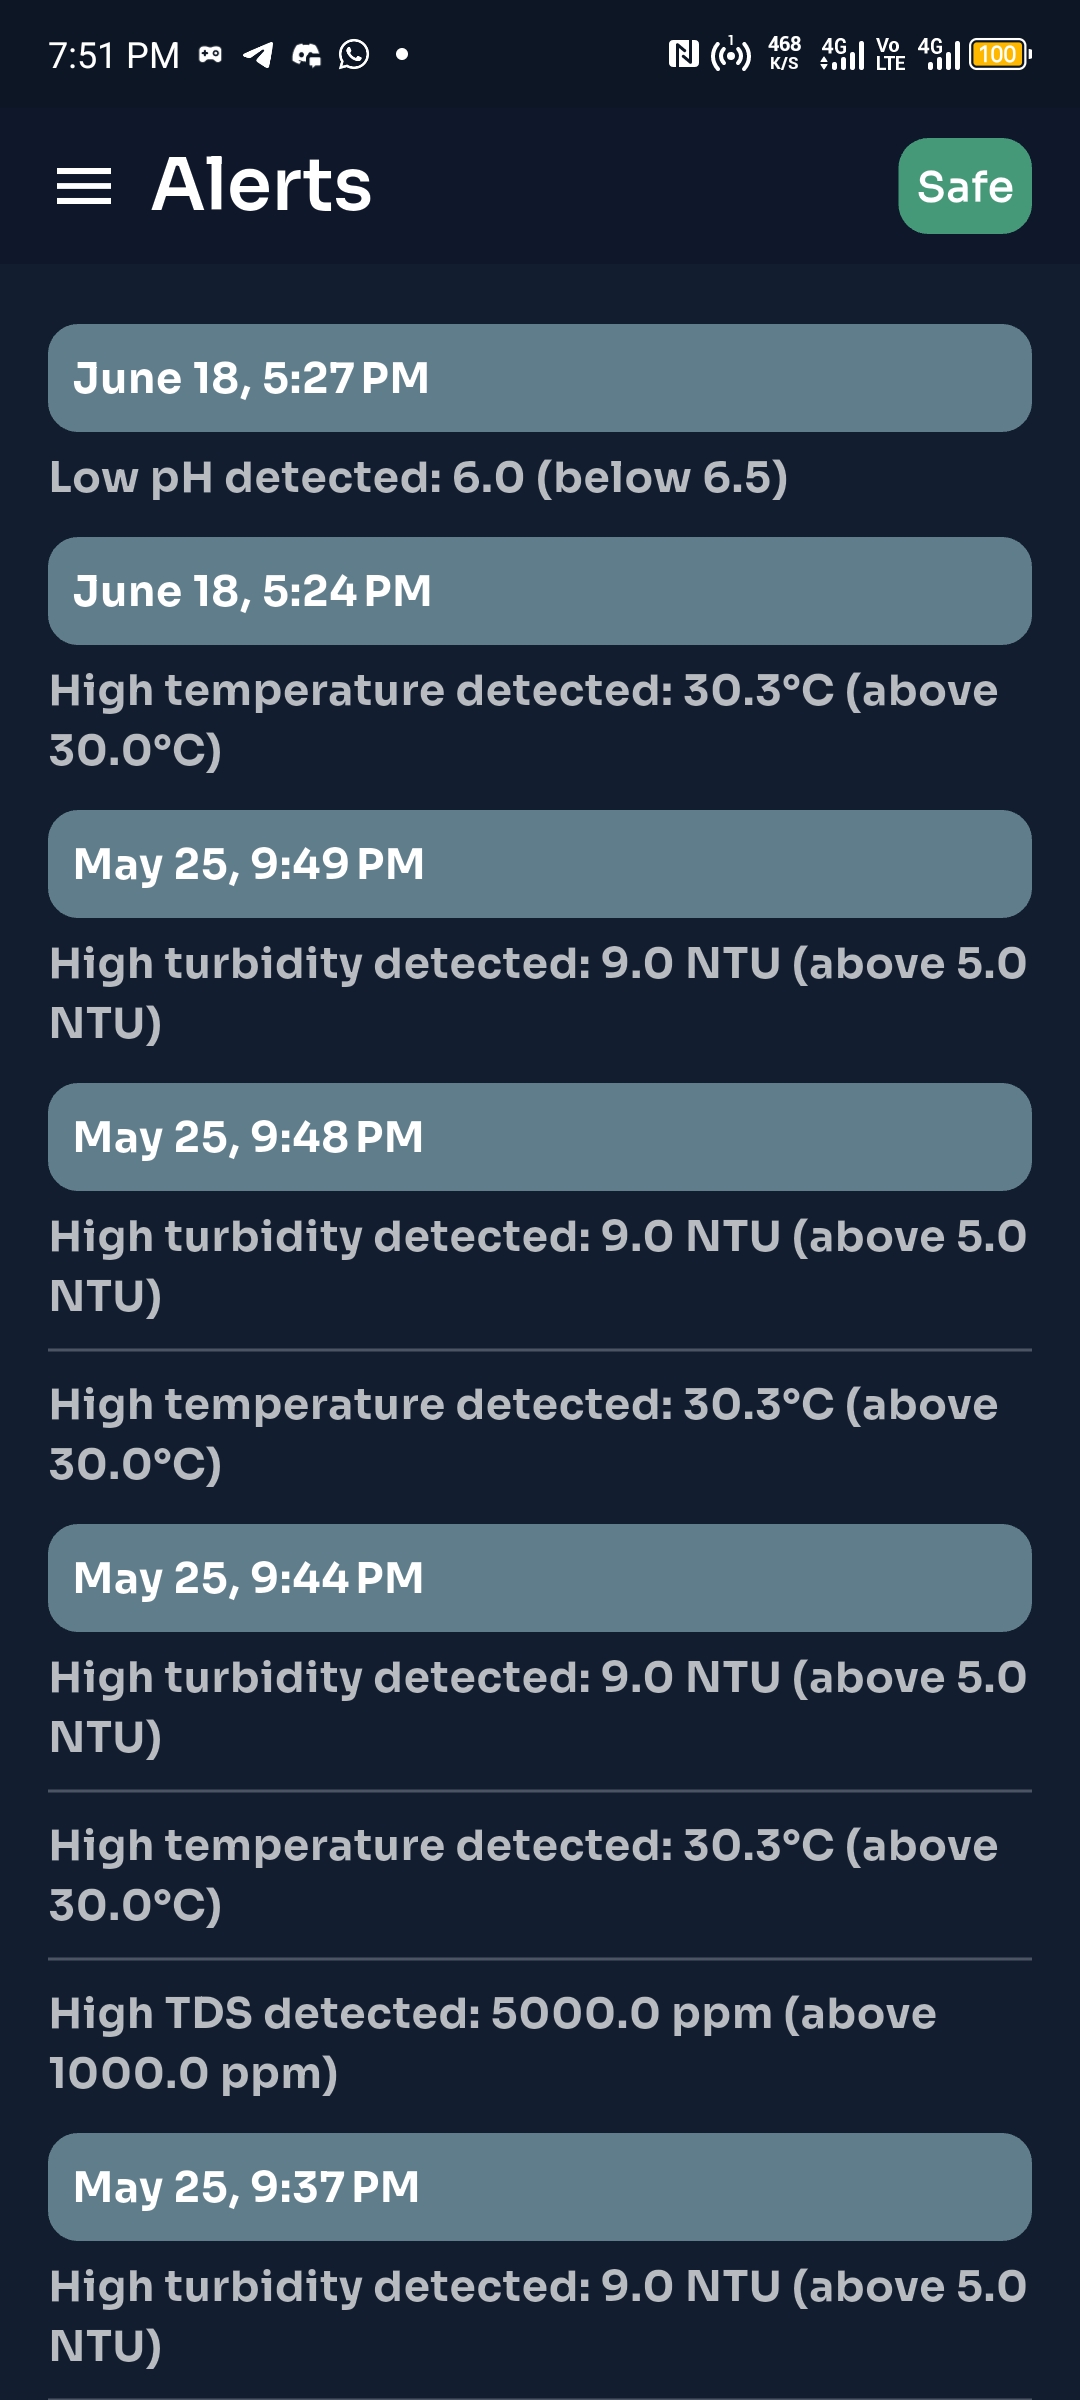 7:51 PM
1
468 K/S
4G
Vo LTE
4G
100
Alerts
Safe
June 18, 5:27 PM
Low pH detected: 6.0 (below 6.5)
June 18, 5:24 PM
High temperature detected: 30.3°C (above
30.0°C)
May 25, 9:49 PM
High turbidity detected: 9.0 NTU (above 5.0
NTU)
May 25, 9:48 PM
High turbidity detected: 9.0 NTU (above 5.0
NTU)
High temperature detected: 30.3°C (above
30.0°C)
May 25, 9:44 PM
High turbidity detected: 9.0 NTU (above 5.0
NTU)
High temperature detected: 30.3°C (above
30.0°C)
High TDS detected: 5000.0 ppm (above
1000.0 ppm)
May 25, 9:37 PM
High turbidity detected: 9.0 NTU (above 5.0
NTU)